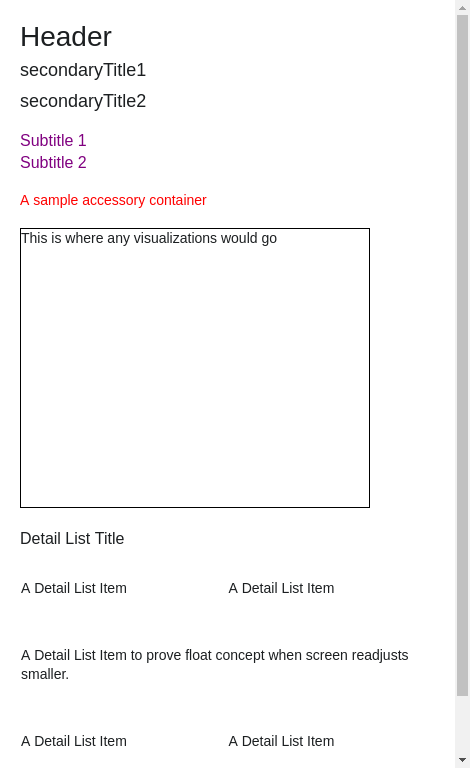 Header
secondaryTitle1
secondaryTitle2
Subtitle 1
Subtitle 2
A sample accessory container
This is where any visualizations would go
Detail List Title
A Detail List Item
A Detail List Item
A Detail List Item to prove float concept when screen readjusts
smaller.
A Detail List Item
A Detail List Item